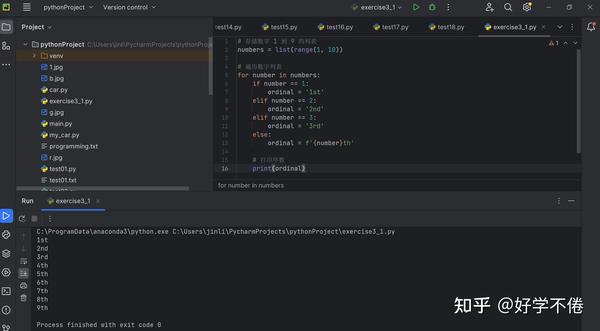 pythonProject
Version control
exercise3_1
Project
pythonProject C:\Users\jinli\PycharmProjects\pythonProject
venv
1.jpg
b.jpg
car.py
exercise3_1.py
g.jpg
main.py
my_car.py
programming.txt
r.jpg
test01.py
test01.txt
test14.py
test15.py
test16.py
test17.py
test18.py
exercise3_1.py
1
1 # 存储数字 1 到 9 的列表
2 numbers = list(range(1, 10))
3
4 # 遍历数字列表
5 for number in numbers:
6 if number == 1:
7 ordinal = '1st'
8 elif number == 2:
9 ordinal = '2nd'
10 elif number == 3:
11 ordinal = '3rd'
12 else:
13 ordinal = f'{number}th'
14
15 # 打印序数
16 print(ordinal)
for number in numbers
Run
exercise3_1
C:\ProgramData\anaconda3\python.exe C:\Users\jinli\PycharmProjects\pythonProject\exercise3_1.py
1st
2nd
3rd
4th
5th
6th
7th
8th
9th
Process finished with exit code 0
知乎 @好学不倦